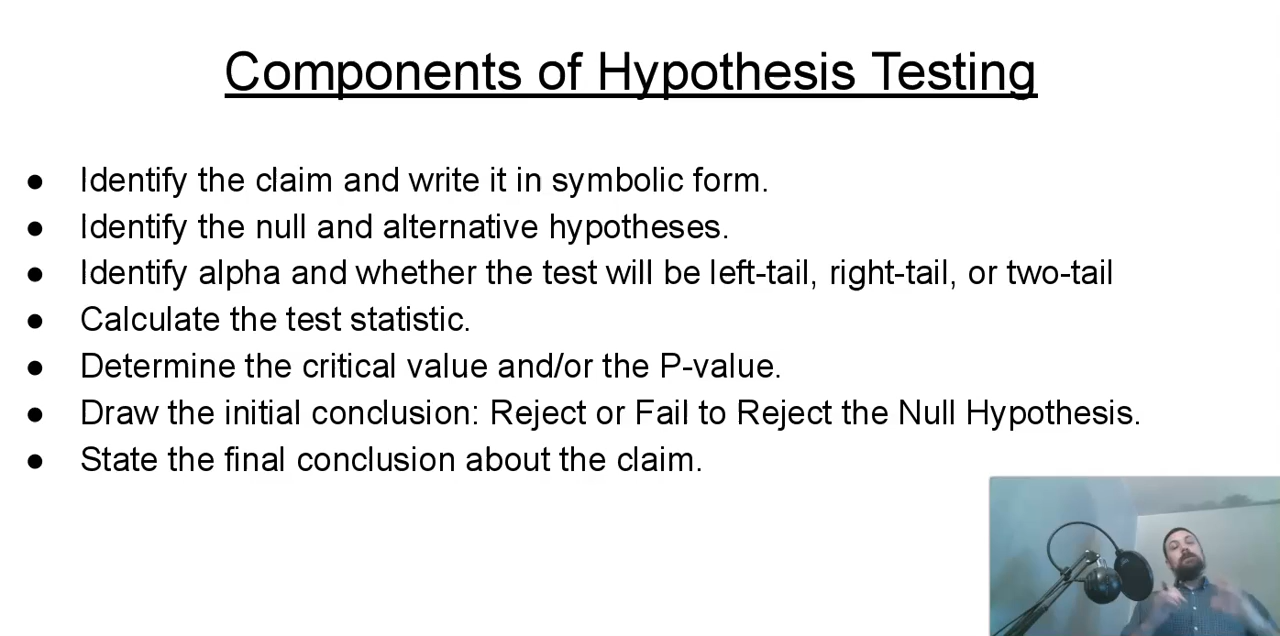 Components of Hypothesis Testing
● Identify the claim and write it in symbolic form.
● Identify the null and alternative hypotheses.
● Identify alpha and whether the test will be left-tail, right-tail, or two-tail
● Calculate the test statistic.
● Determine the critical value and/or the P-value.
● Draw the initial conclusion: Reject or Fail to Reject the Null Hypothesis.
● State the final conclusion about the claim.